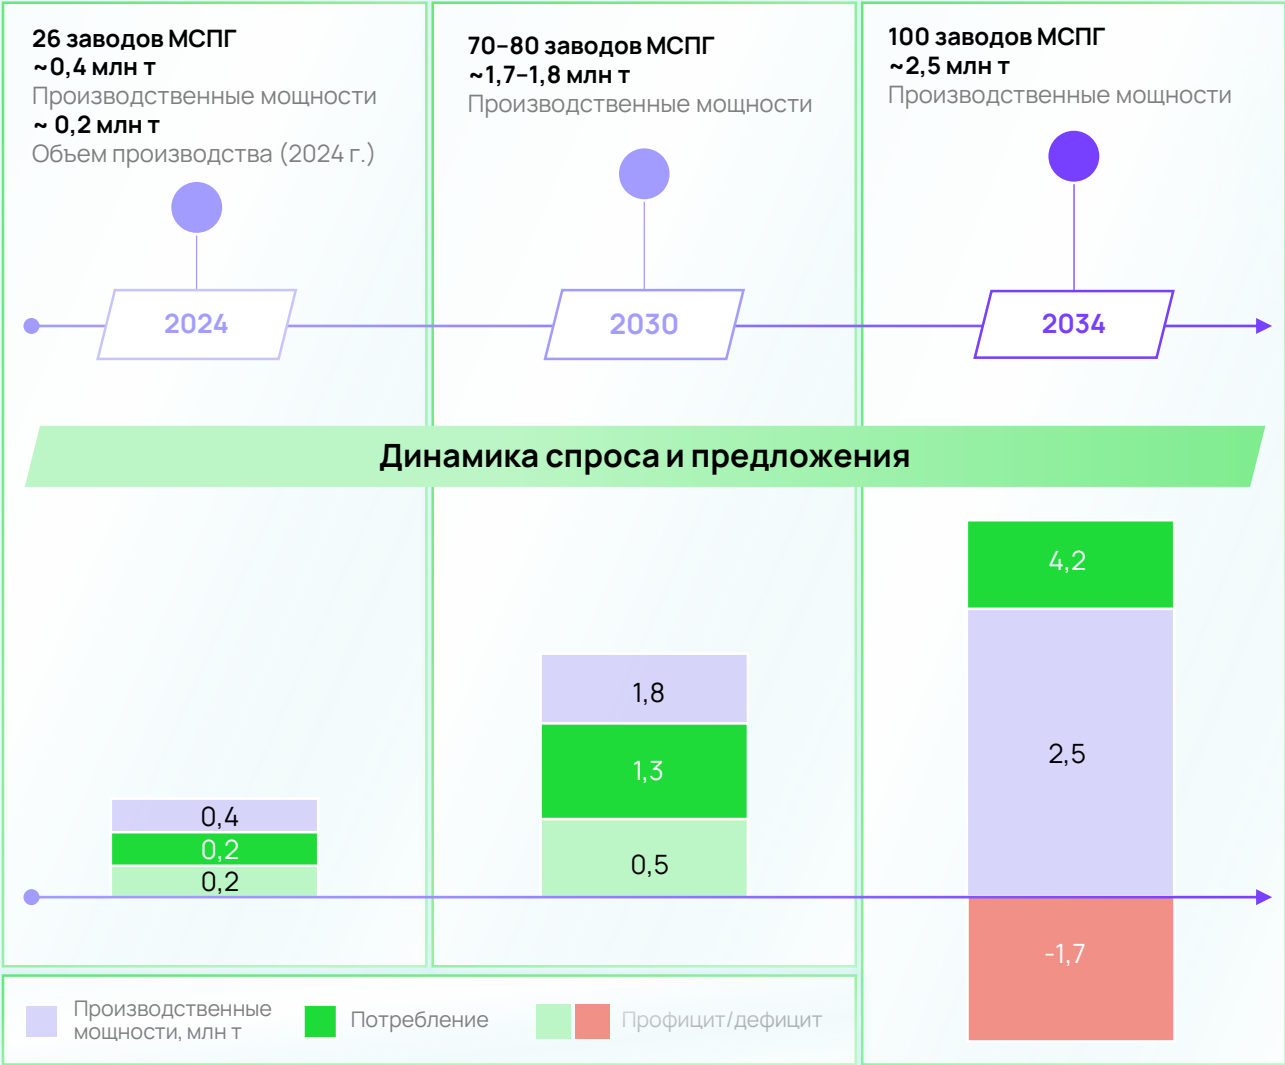 26 заводов МСПГ
~0,4 млн т
Производственные мощности
~ 0,2 млн т
Объем производства (2024 г.)
70–80 заводов МСПГ
~1,7–1,8 млн т
Производственные мощности
100 заводов МСПГ
~2,5 млн т
Производственные мощности
2024
2030
2034
Динамика спроса и предложения
0,4
0,2
0,2
1,8
1,3
0,5
4,2
2,5
-1,7
Производственные
мощности, млн т
Потребление
Профицит/дефицит